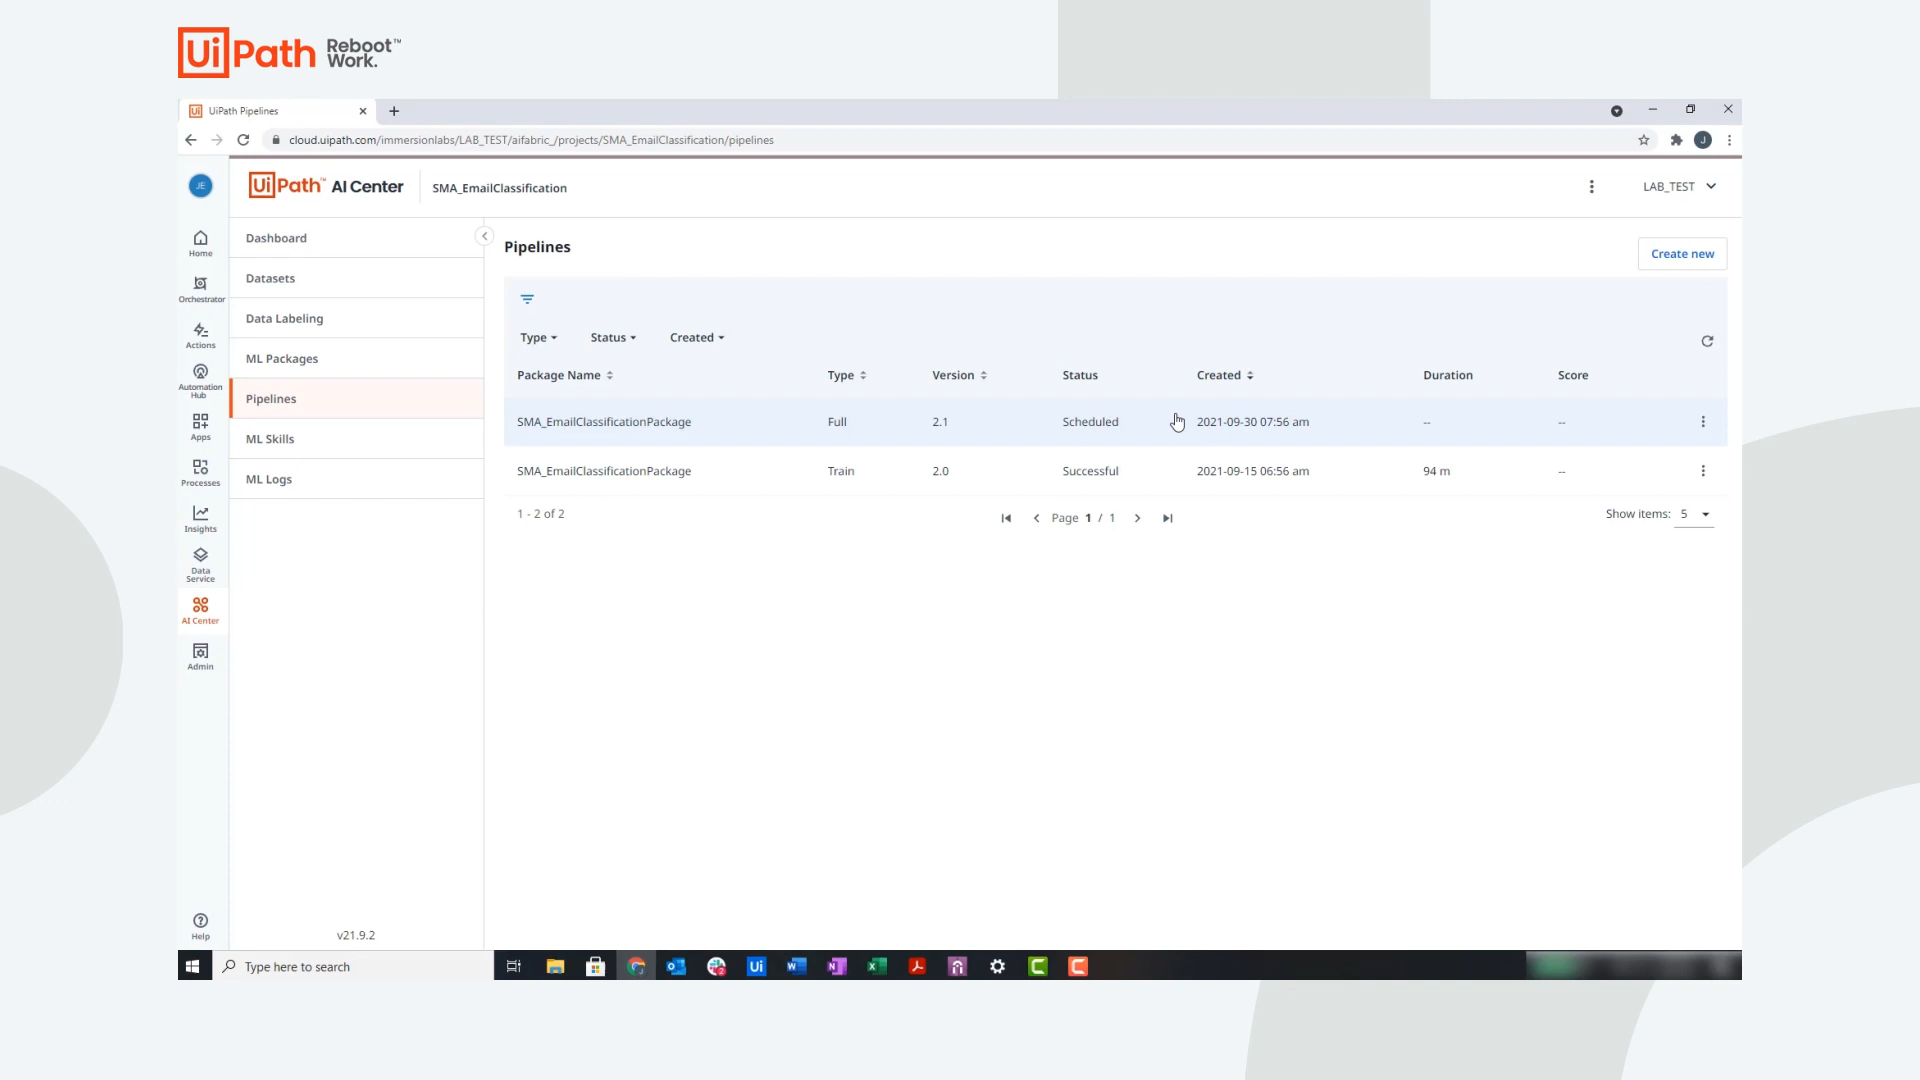 UiPath Reboot™ Work.
UiPath Pipelines
cloud.uipath.com/immersionlabs/LAB_TEST/aifabric_/projects/SMA_EmailClassification/pipelines
J
JE
UiPath™ AI Center
SMA_EmailClassification
LAB_TEST
Home
Orchestrator
Actions
Automation
Hub
Apps
Processes
Insights
Data
Service
AI Center
Admin
Help
Dashboard
Datasets
Data Labeling
ML Packages
Pipelines
ML Skills
ML Logs
v21.9.2
Pipelines
Create new
Type Status Created
Package Name Type Version Status Created Duration Score
SMA_EmailClassificationPackage Full 2.1 Scheduled 2021-09-30 07:56 am -- --
SMA_EmailClassificationPackage Train 2.0 Successful 2021-09-15 06:56 am 94 m --
1 - 2 of 2 Page 1 / 1 Show items: 5
Type here to search